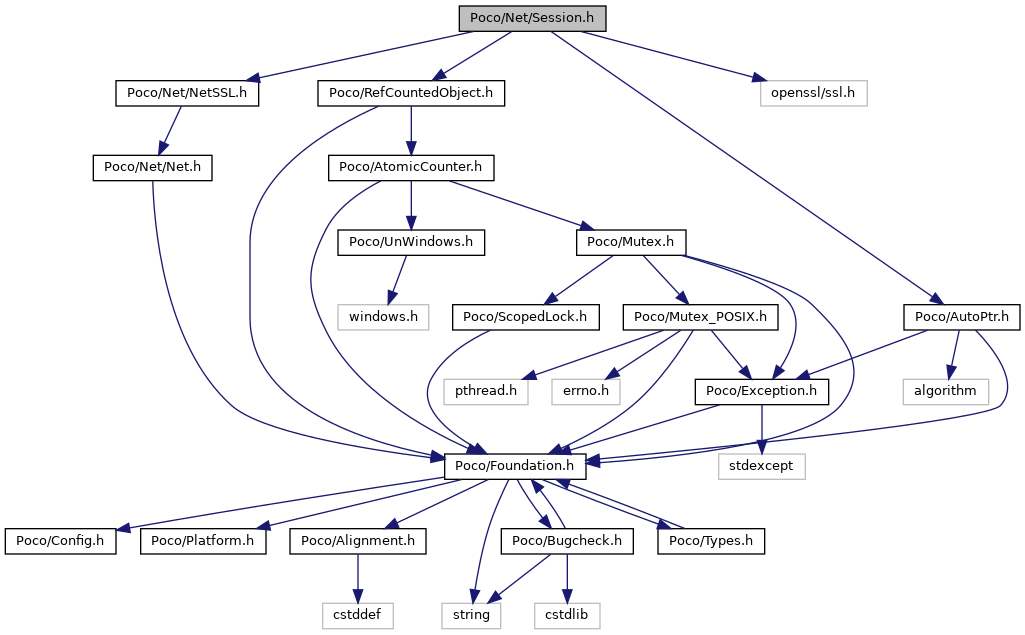 Poco/Net/Session.h
Poco/Net/NetSSL.h
Poco/RefCountedObject.h
openssl/ssl.h
Poco/Net/Net.h
Poco/AtomicCounter.h
Poco/UnWindows.h
Poco/Mutex.h
windows.h
Poco/ScopedLock.h
Poco/Mutex_POSIX.h
Poco/AutoPtr.h
pthread.h
errno.h
Poco/Exception.h
algorithm
Poco/Foundation.h
stdexcept
Poco/Config.h
Poco/Platform.h
Poco/Alignment.h
Poco/Bugcheck.h
Poco/Types.h
cstddef
string
cstdlib